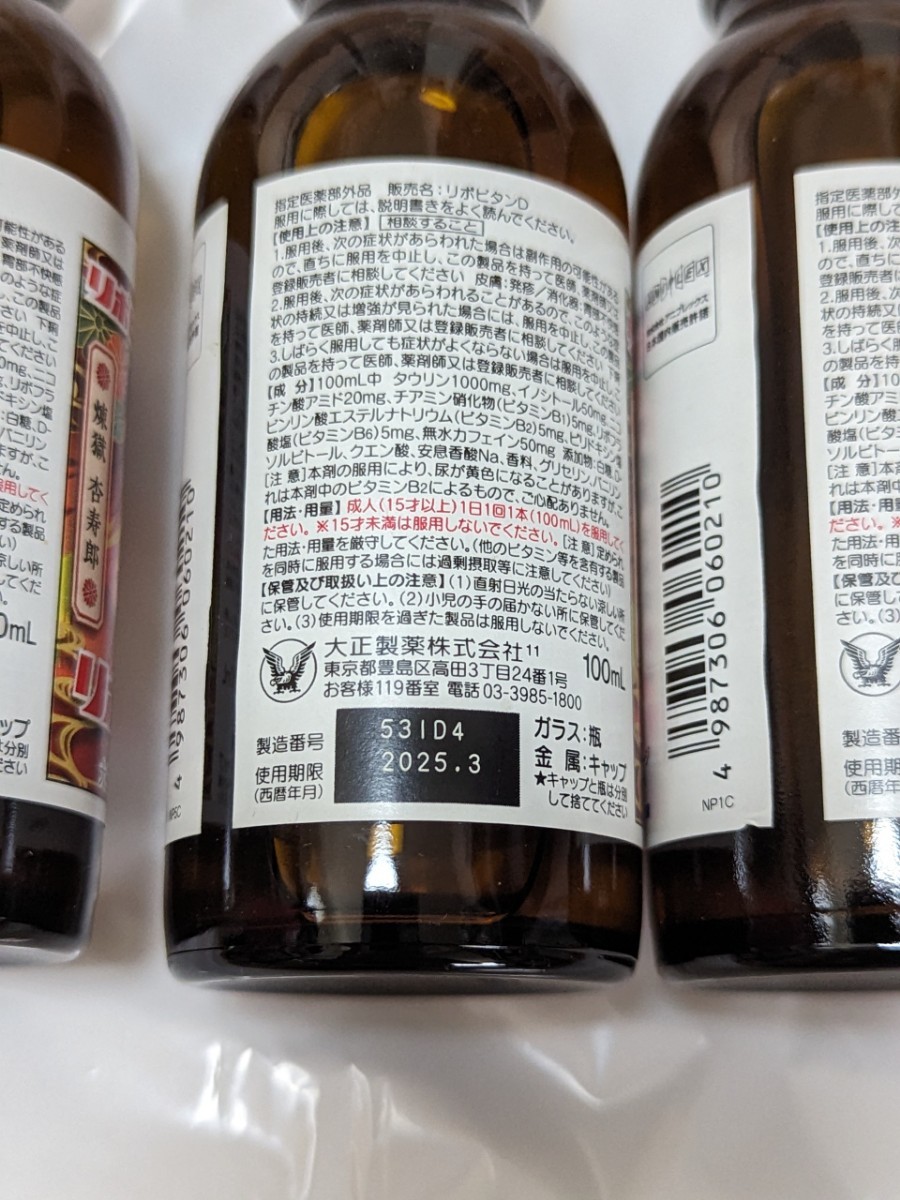 指定医薬部外品 販売名:リポビタンD
服用に際しては、説明書きをよく読んでください。
【使用上の注意】 相談すること
1.服用後、次の症状があらわれた場合は副作用の可能性がある
ので、直ちに服用を中止し、この製品を持って医師、薬剤師又は
登録販売者に相談してください 皮膚:発疹/消化器:胃部不快感
2.服用後、次の症状があらわれることがあるので、このような症
状の持続又は増強が見られた場合には、服用を中止し、この製品
を持って医師、薬剤師又は登録販売者に相談してください 下痢
3.しばらく服用しても症状がよくならない場合は服用を中止し、こ
の製品を持って医師、薬剤師又は登録販売者に相談してください
【成 分】100mL中 タウリン1000mg、イノシトール50mg、ニコ
チン酸アミド20mg、チアミン硝化物(ビタミンB1)5mg、リボフラ
ビンリン酸エステルナトリウム(ビタミンB2)5mg、ピリドキシン塩
酸塩(ビタミンB6)5mg、無水カフェイン50mg 添加物:白糖、D-
ソルビトール、クエン酸、安息香酸Na、香料、グリセリン、バニリン
[注 意]本剤の服用により、尿が黄色になることがありますが、こ
れは本剤中のビタミンB2によるもので、ご心配ありません。
【用法・用量】 成人(15才以上)1日1回1本(100mL)を服用してく
ださい。※15才未満は服用しないでください。[注意]定められ
た用法・用量を厳守してください。(他のビタミン等を含有する製品
を同時に服用する場合には過剰摂取等に注意してください)
【保管及び取扱い上の注意】(1)直射日光の当たらない涼しい所
に保管してください。(2)小児の手の届かない所に保管してくだ
さい。(3)使用期限を過ぎた製品は服用しないでください。
大正製薬株式会社11
東京都豊島区高田3丁目24番1号
お客様119番室 電話 03-3985-1800
100mL
製造番号 531D4
使用期限 2025.3
(西暦年月)
ガラス:瓶
金 属:キャップ
★キャップと瓶は分別
して捨ててください
煉獄 杏寿郎
4 987306 060210
NP1C